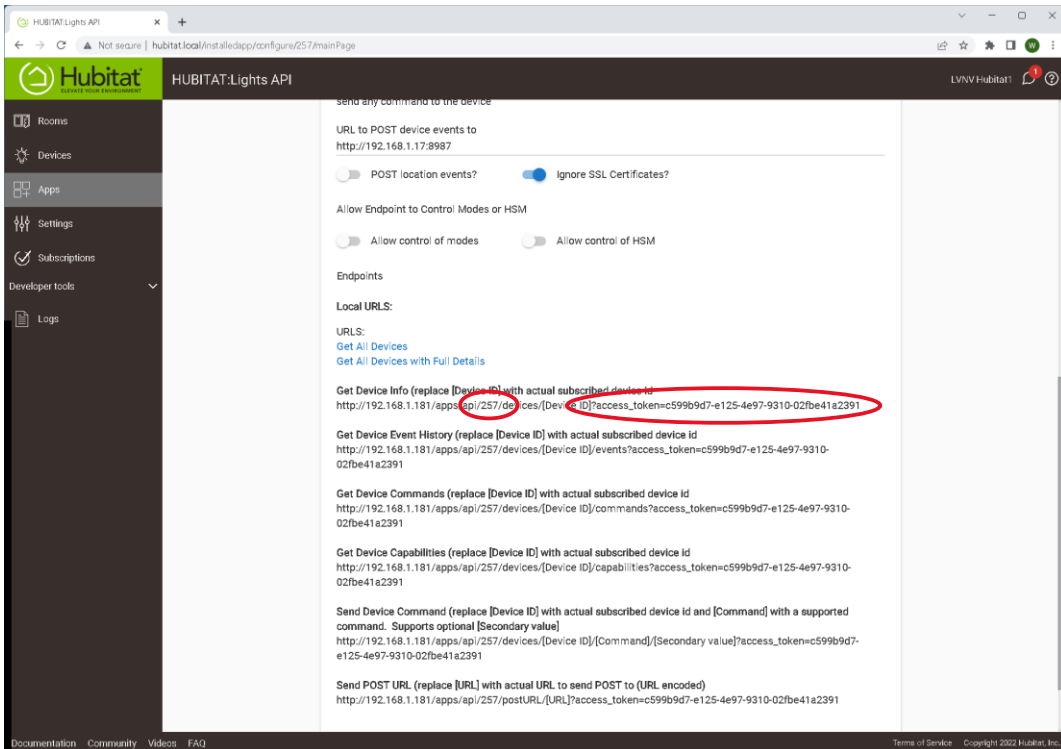 HUBITAT:Lights API
Not secure | hubitat.local/installedapp/configure/257/mainPage
W
Hubitat
ELEVATE YOUR ENVIRONMENT
HUBITAT:Lights API
LVNV Hubitat1
1
Rooms
Devices
Apps
Settings
Subscriptions
Developer tools
Logs
send any command to the device
URL to POST device events to
http://192.168.1.17:8987
POST location events?
Ignore SSL Certificates?
Allow Endpoint to Control Modes or HSM
Allow control of modes
Allow control of HSM
Endpoints
Local URLS:
URLS:
Get All Devices
Get All Devices with Full Details
Get Device Info (replace [Device ID] with actual subscribed device id
http://192.168.1.181/apps/api/257/devices/[Device ID]?access_token=c599b9d7-e125-4e97-9310-02fbe41a2391
Get Device Event History (replace [Device ID] with actual subscribed device id
http://192.168.1.181/apps/api/257/devices/[Device ID]/events?access_token=c599b9d7-e125-4e97-9310-
02fbe41a2391
Get Device Commands (replace [Device ID] with actual subscribed device id
http://192.168.1.181/apps/api/257/devices/[Device ID]/commands?access_token=c599b9d7-e125-4e97-9310-
02fbe41a2391
Get Device Capabilities (replace [Device ID] with actual subscribed device id
http://192.168.1.181/apps/api/257/devices/[Device ID]/capabilities?access_token=c599b9d7-e125-4e97-9310-
02fbe41a2391
Send Device Command (replace [Device ID] with actual subscribed device id and [Command] with a supported
command. Supports optional [Secondary value]
http://192.168.1.181/apps/api/257/devices/[Device ID]/[Command]/[Secondary value]?access_token=c599b9d7-
e125-4e97-9310-02fbe41a2391
Send POST URL (replace [URL] with actual URL to send POST to (URL encoded)
http://192.168.1.181/apps/api/257/postURL/[URL]?access_token=c599b9d7-e125-4e97-9310-02fbe41a2391
Documentation Community Videos FAQ
Terms of Service Copyright 2022 Hubitat, Inc.